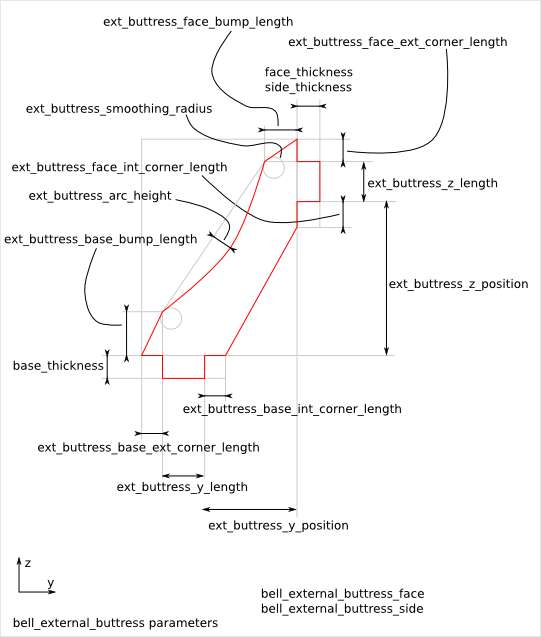 ext_buttress_face_bump_length
ext_buttress_face_ext_corner_length
face_thickness
side_thickness
ext_buttress_smoothing_radius
ext_buttress_face_int_corner_length
ext_buttress_z_length
ext_buttress_arc_height
ext_buttress_base_bump_length
ext_buttress_z_position
base_thickness
ext_buttress_base_int_corner_length
ext_buttress_base_ext_corner_length
ext_buttress_y_length
ext_buttress_y_position
z
y
bell_external_buttress_face
bell_external_buttress_side
bell_external_buttress parameters